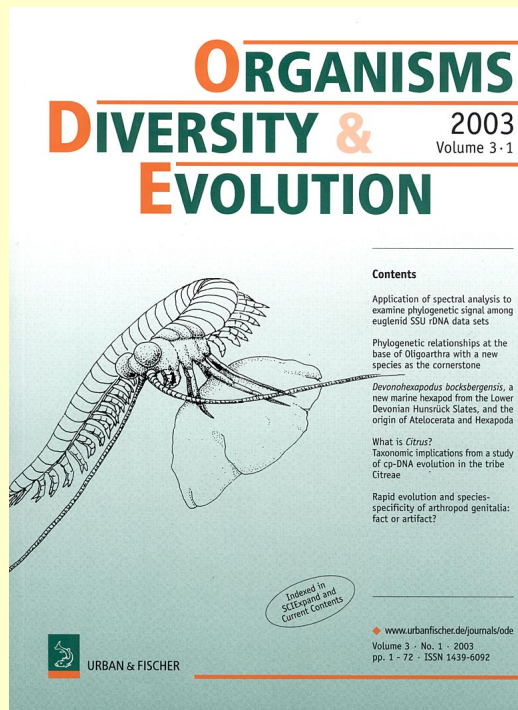 ORGANISMS
DIVERSITY &
EVOLUTION
2003
Volume 3·1
Contents
Application of spectral analysis to
examine phylogenetic signal among
euglenid SSU rDNA data sets
Phylogenetic relationships at the
base of Oligoarthra with a new
species as the cornerstone
Devonohexapodus bocksbergensis, a
new marine hexapod from the Lower
Devonian Hunsrück Slates, and the
origin of Atelocerata and Hexapoda
What is Citrus?
Taxonomic implications from a study
of cp-DNA evolution in the tribe
Citreae
Rapid evolution and species-
specificity of arthropod genitalia:
fact or artifact?
Indexed in
SCIExpand and
Current Contents
www.urbanfischer.de/journals/ode
Volume 3 · No. 1 · 2003
pp. 1 - 72 · ISSN 1439-6092
URBAN & FISCHER